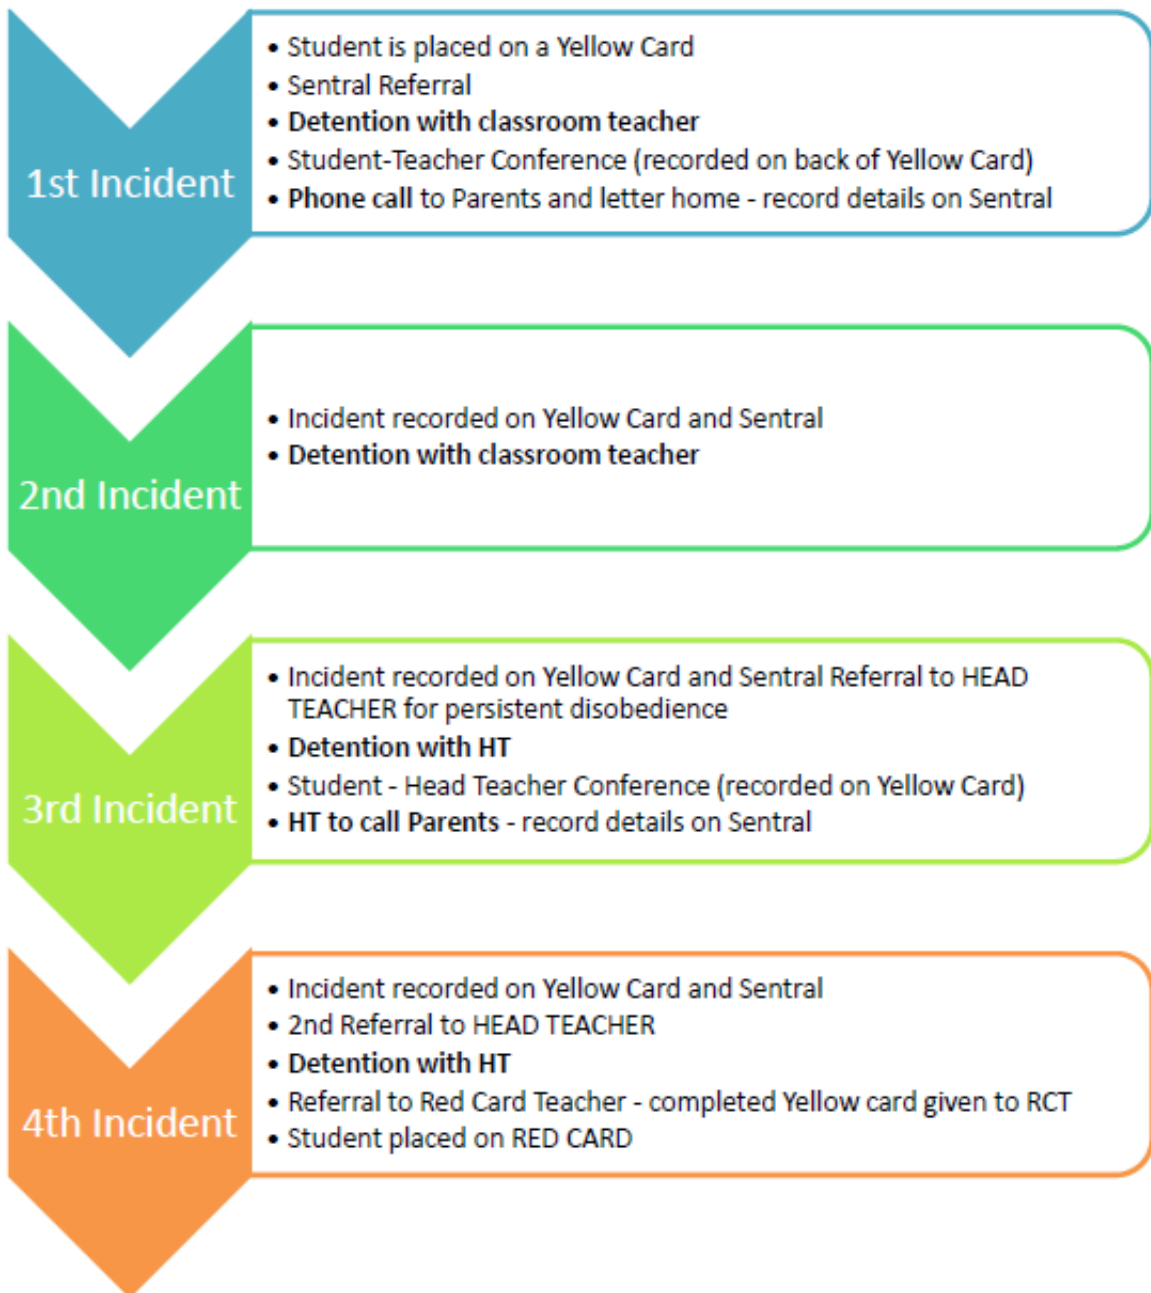 1st Incident
• Student is placed on a Yellow Card
• Sentral Referral
• Detention with classroom teacher
• Student-Teacher Conference (recorded on back of Yellow Card)
• Phone call to Parents and letter home - record details on Sentral
2nd Incident
• Incident recorded on Yellow Card and Sentral
• Detention with classroom teacher
3rd Incident
• Incident recorded on Yellow Card and Sentral Referral to HEAD
TEACHER for persistent disobedience
• Detention with HT
• Student - Head Teacher Conference (recorded on Yellow Card)
• HT to call Parents - record details on Sentral
4th Incident
• Incident recorded on Yellow Card and Sentral
• 2nd Referral to HEAD TEACHER
• Detention with HT
• Referral to Red Card Teacher - completed Yellow card given to RCT
• Student placed on RED CARD